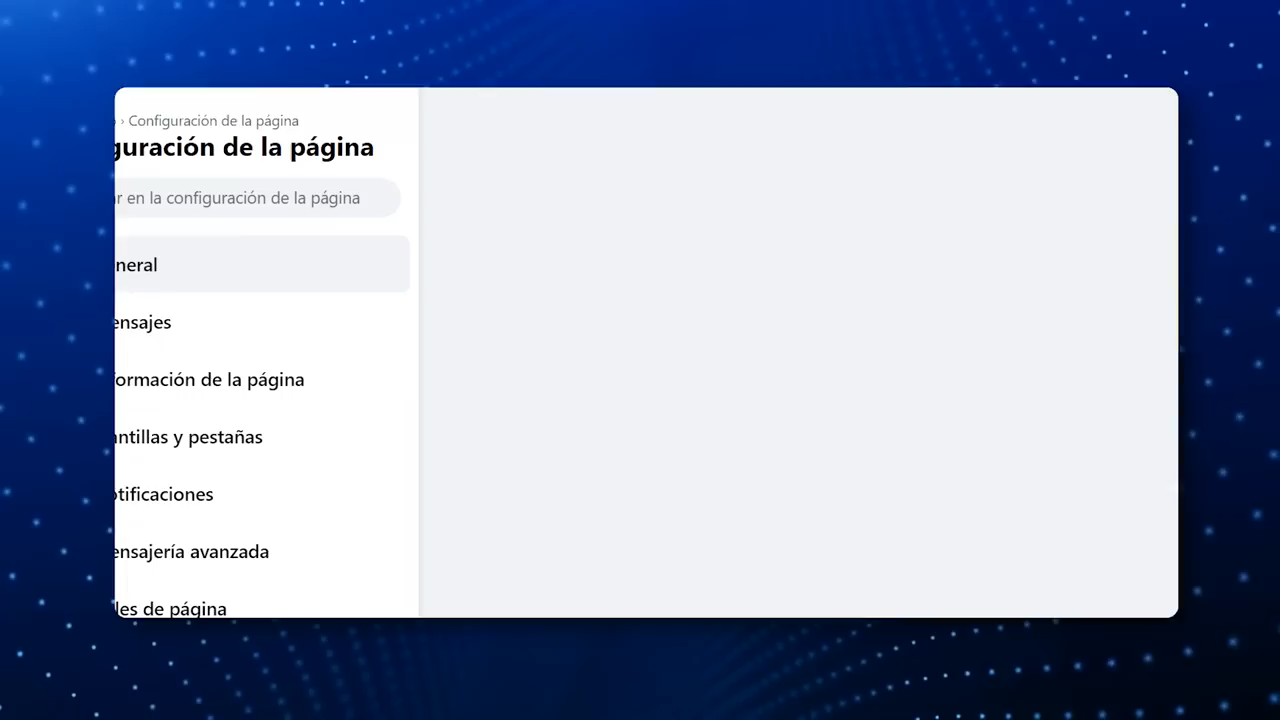 › Configuración de la página
guración de la página
ar en la configuración de la página
neral
ensajes
formación de la página
antillas y pestañas
otificaciones
ensajería avanzada
les de página